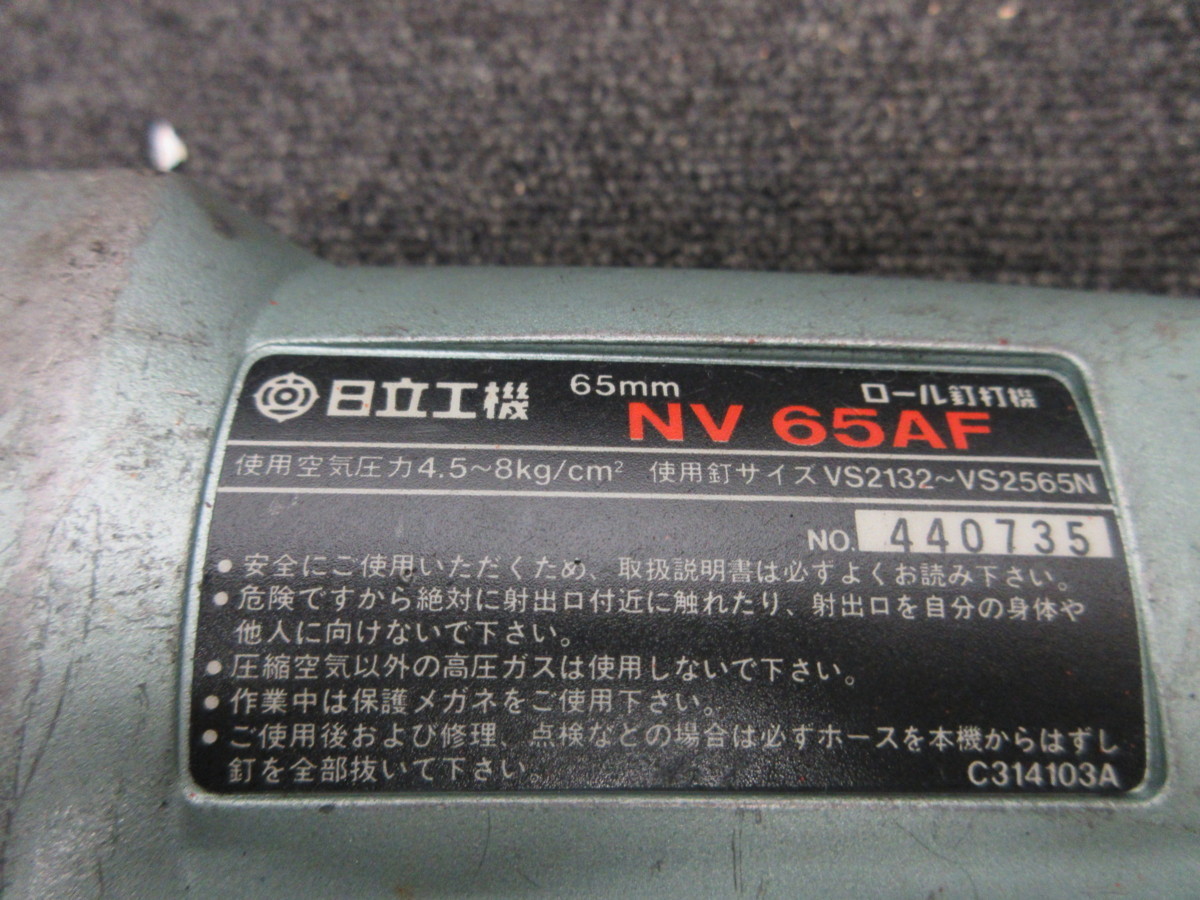 日立工機 65mm ロール釘打機
NV 65AF
使用空気圧力4.5~8kg/cm² 使用釘サイズVS2132~VS2565N
NO. 440735
• 安全にご使用いただくため、取扱説明書は必ずよくお読み下さい。
• 危険ですから絶対に射出口付近に触れたり、射出口を自分の身体や
他人に向けないで下さい。
• 圧縮空気以外の高圧ガスは使用しないで下さい。
• 作業中は保護メガネをご使用下さい。
• ご使用後および修理、点検などの場合は必ずホースを本機からはずし
釘を全部抜いて下さい。 C314103A